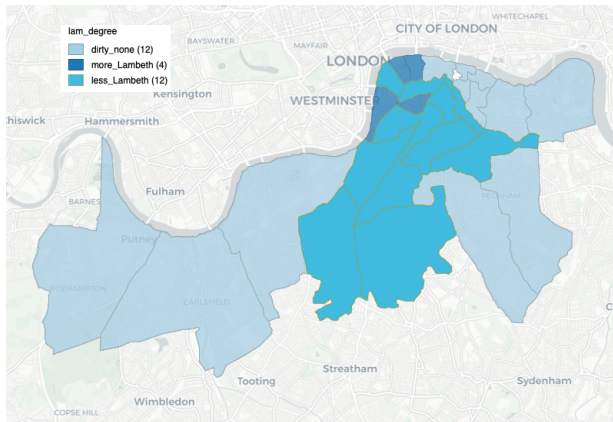 lam_degree
dirty_none (12)
more_Lambeth (4)
less_Lambeth (12)
WHITECHAPEL
CITY OF LONDON
BAYSWATER
MAYFAIR
LONDON
Kensington
WESTMINSTER
hiswick
Hammersmith
Fulham
BARNES
PECKHAM
Putney
ROEHAMPTON
EARLSFIELD
Streatham
Tooting
Sydenham
Wimbledon
COPSE HILL